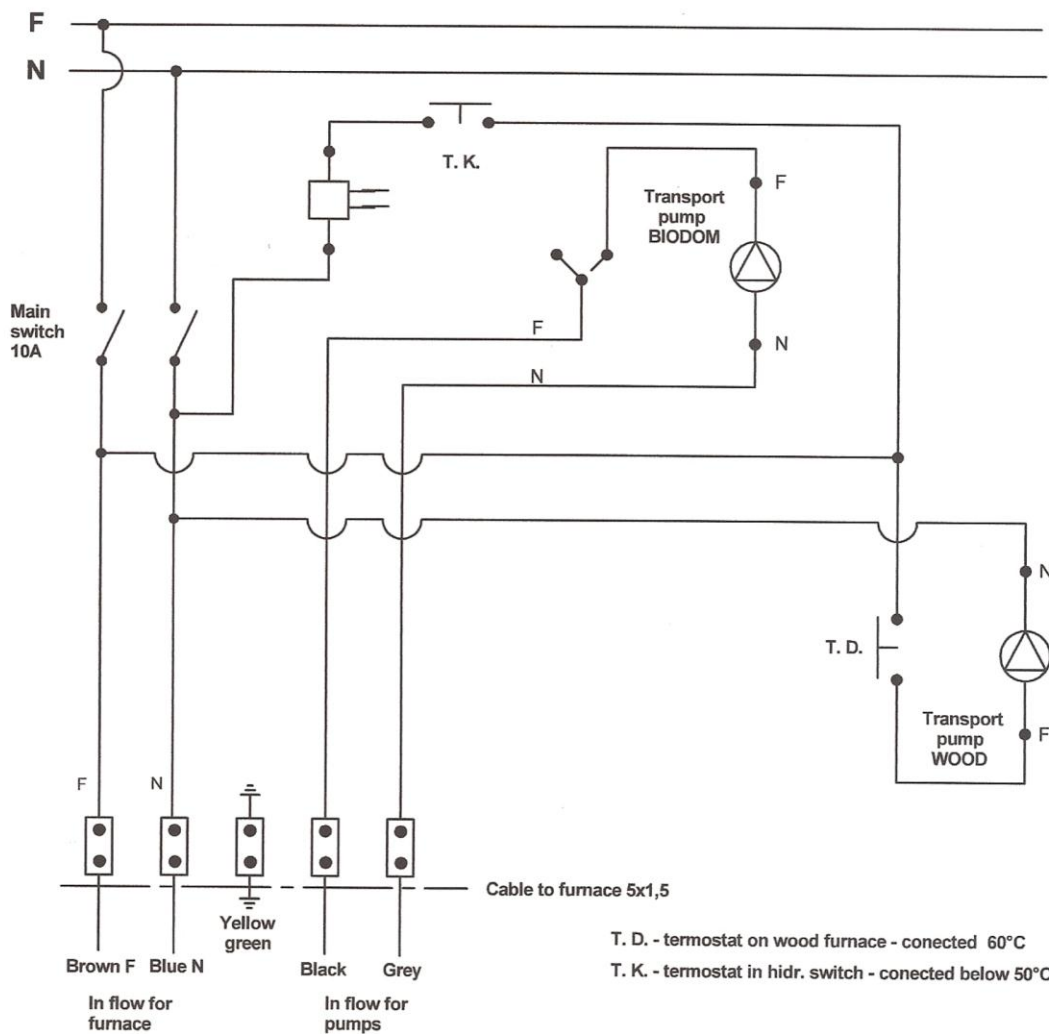 F
N
T. K.
Transport
pump
BIODOM
F
N
Main
switch
10A
F
N
N
T. D.
Transport
pump
WOOD
F
F
N
Cable to furnace 5x1,5
Yellow
green
Brown F
Blue N
Black
Grey
In flow for
furnace
In flow for
pumps
T. D. - termostat on wood furnace - conected 60°C
T. K. - termostat in hidr. switch - conected below 50°C